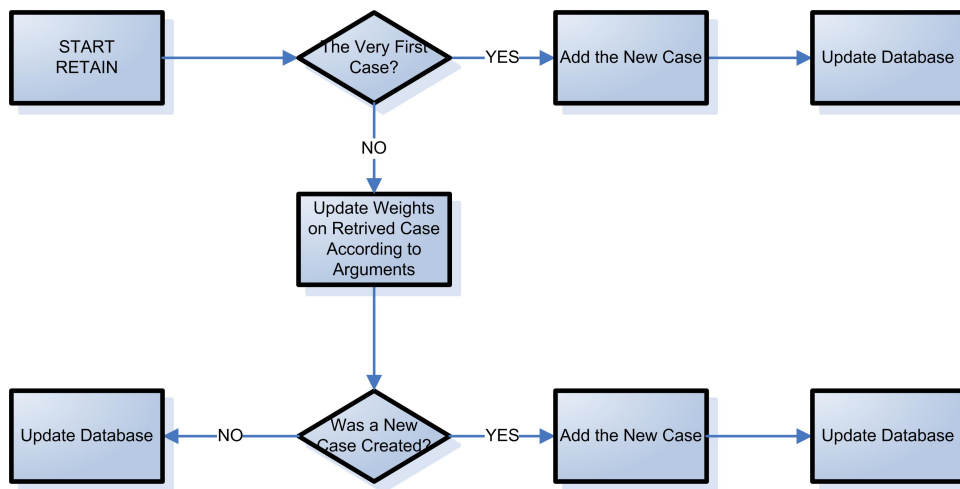 START
RETAIN
The Very First
Case?
YES
Add the New Case
Update Database
NO
Update Weights
on Retrived Case
According to
Arguments
Update Database
NO
Was a New
Case Created?
YES
Add the New Case
Update Database